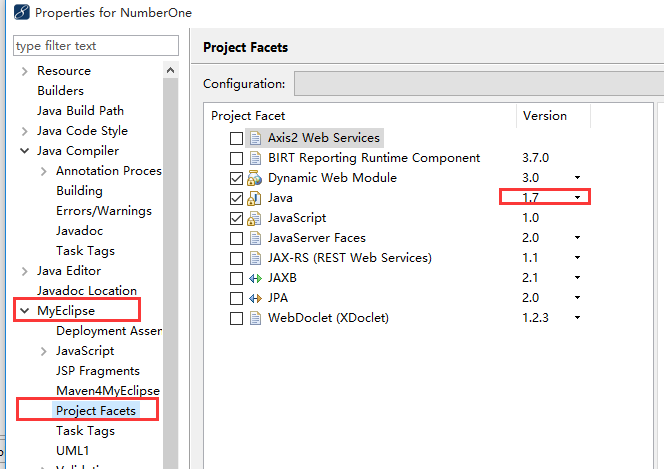 Properties for NumberOne
type filter text
Resource
Builders
Java Build Path
Java Code Style
Java Compiler
Annotation Proces
Building
Errors/Warnings
Javadoc
Task Tags
Java Editor
Javadoc Location
MyEclipse
Deployment Assem
JavaScript
JSP Fragments
Maven4MyEclipse
Project Facets
Task Tags
UML1
Project Facets
Configuration:
Project Facet Version
Axis2 Web Services
BIRT Reporting Runtime Component 3.7.0
Dynamic Web Module 3.0
Java 1.7
JavaScript 1.0
JavaServer Faces 2.0
JAX-RS (REST Web Services) 1.1
JAXB 2.1
JPA 2.0
WebDoclet (XDoclet) 1.2.3